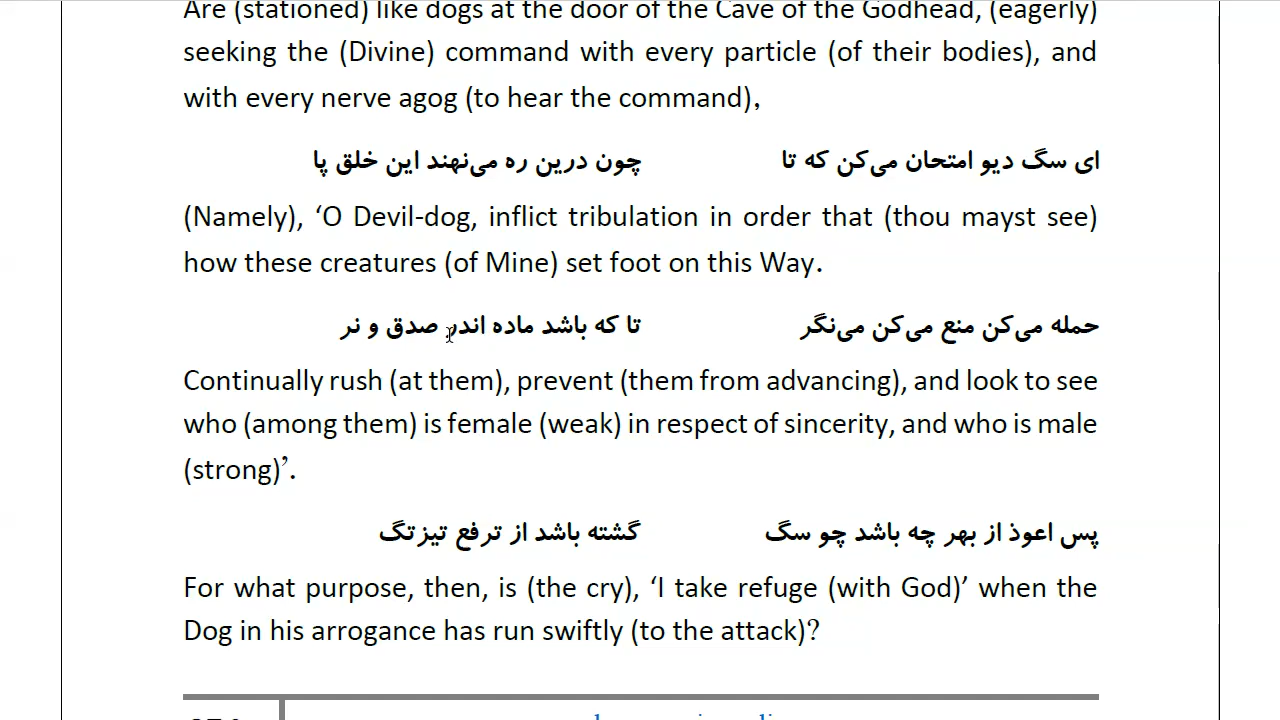 Are (stationed) like dogs at the door of the Cave of the Godhead, (eagerly)
seeking the (Divine) command with every particle (of their bodies), and
with every nerve agog (to hear the command),
ای سگ دیو امتحان می‌کن که تا چون درین ره می‌نهند این خلق پا
(Namely), ‘O Devil-dog, inflict tribulation in order that (thou mayst see)
how these creatures (of Mine) set foot on this Way.
حمله می‌کن منع می‌کن می‌نگر تا که باشد ماده اندر صدق و نر
Continually rush (at them), prevent (them from advancing), and look to see
who (among them) is female (weak) in respect of sincerity, and who is male
(strong)’.
پس اعوذ از بهر چه باشد چو سگ گشته باشد از ترفع تیزتگ
For what purpose, then, is (the cry), ‘I take refuge (with God)’ when the
Dog in his arrogance has run swiftly (to the attack)?